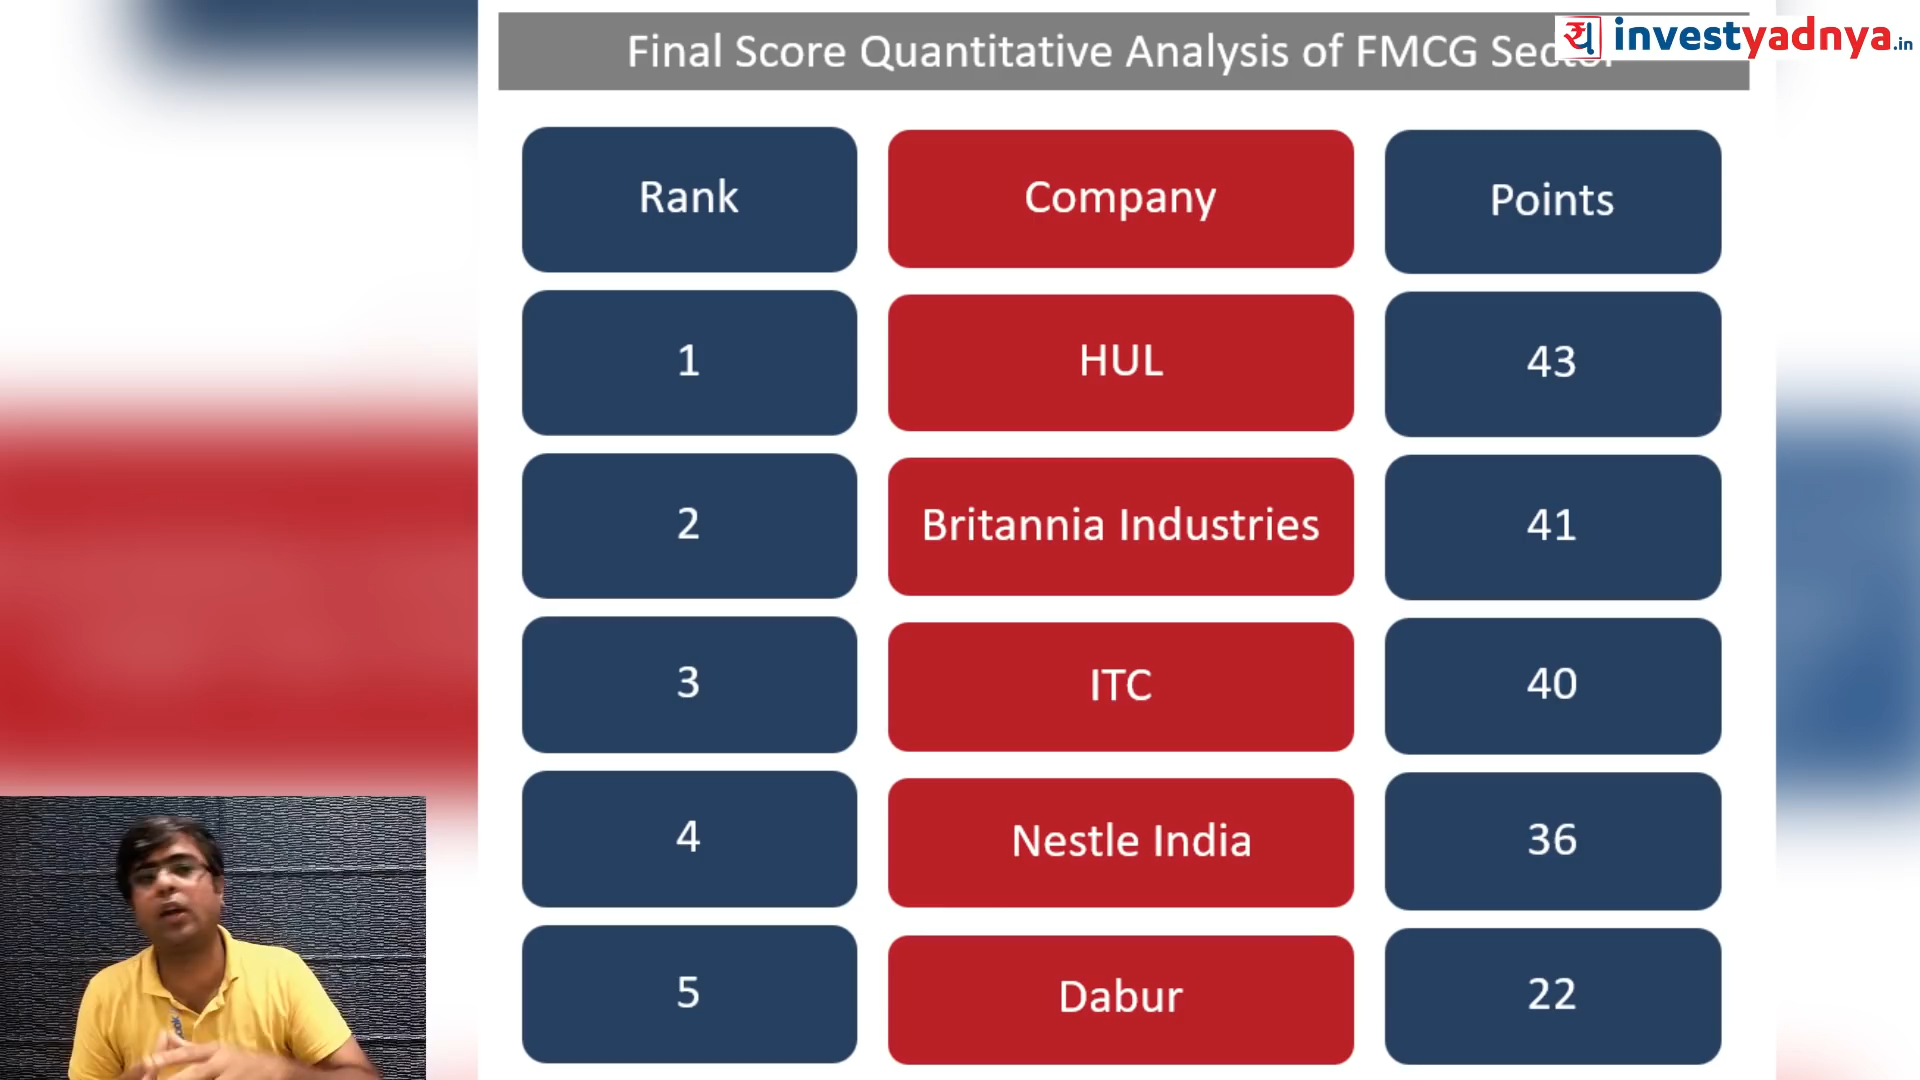 Final Score Quantitative Analysis of FMCG
investyadnya.in
Rank Company Points
1 HUL 43
2 Britannia Industries 41
3 ITC 40
4 Nestle India 36
5 Dabur 22